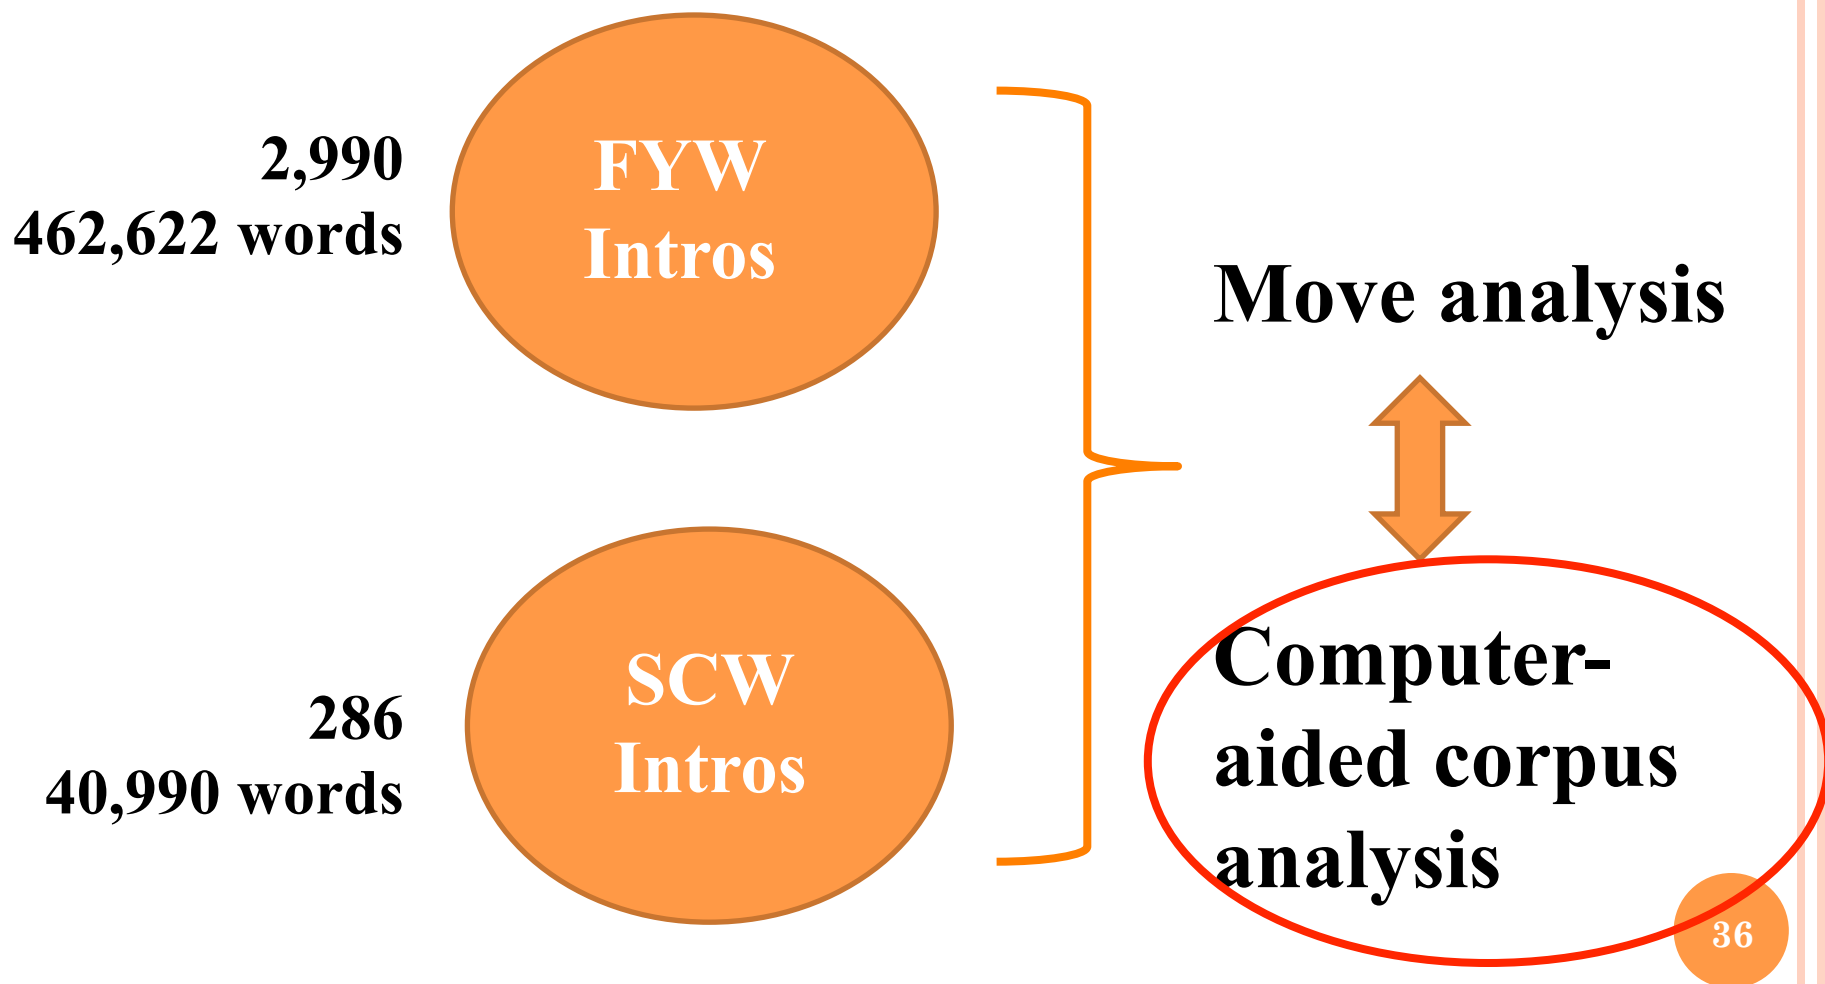 2,990
462,622 words
FYW
Intros
286
40,990 words
SCW
Intros
Move analysis
Computer-
aided corpus
analysis
36